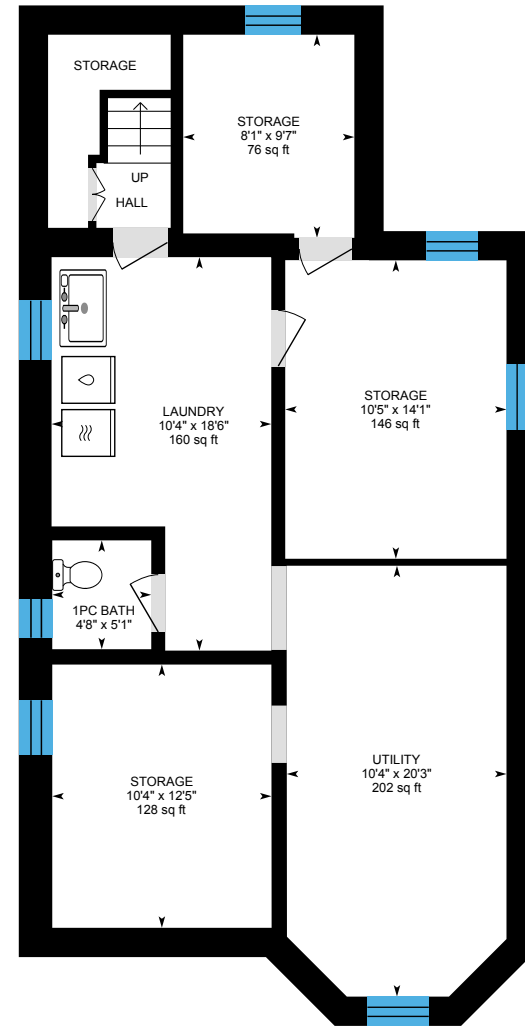 STORAGE
STORAGE
8'1" x 9'7"
76 sq ft
UP
HALL
STORAGE
10'5" x 14'1"
146 sq ft
LAUNDRY
10'4" x 18'6"
160 sq ft
1PC BATH
4'8" x 5'1"
UTILITY
10'4" x 20'3"
202 sq ft
STORAGE
10'4" x 12'5"
128 sq ft